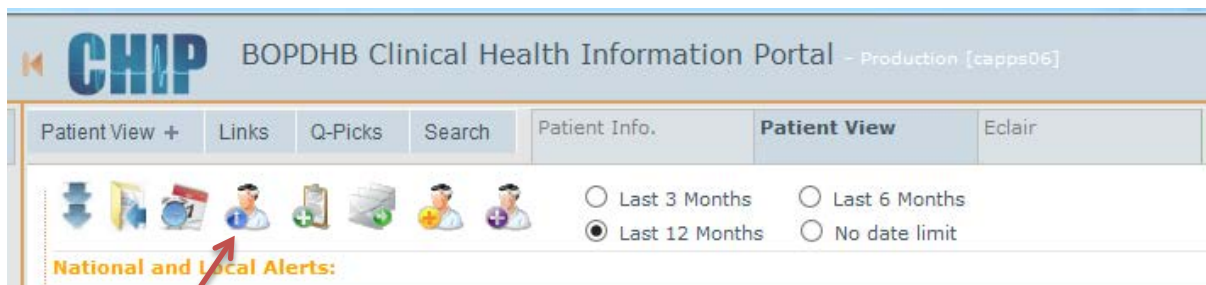 CHIP BOPDHB Clinical Health Information Portal - Production [capps06]
Patient View + Links Q-Picks Search Patient Info. Patient View Eclair
Last 3 Months Last 6 Months
Last 12 Months No date limit
National and Local Alerts: